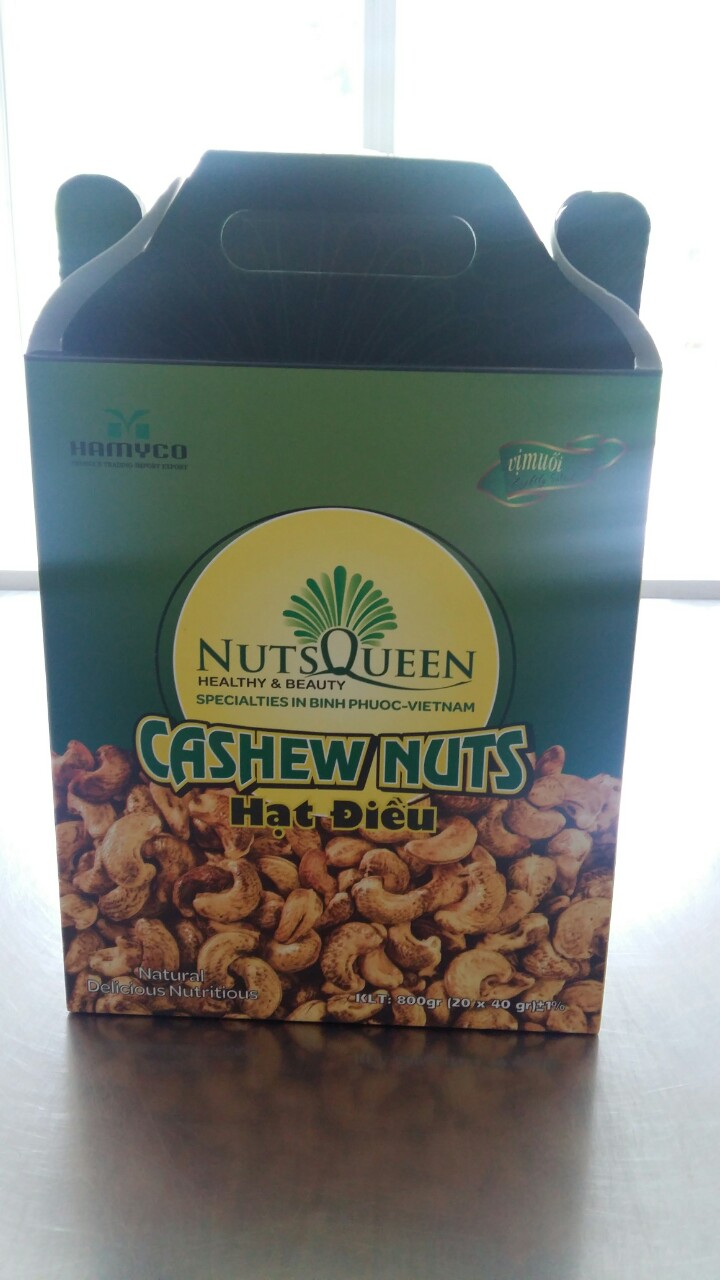 HAMYCO
vị muối
NUTSQUEEN
HEALTHY & BEAUTY
SPECIALTIES IN BINH PHUOC-VIETNAM
CASHEW NUTS
Hạt Điều
Natural
Delicious Nutritious
KLT: 800gr (20 x 40 gr)±1%